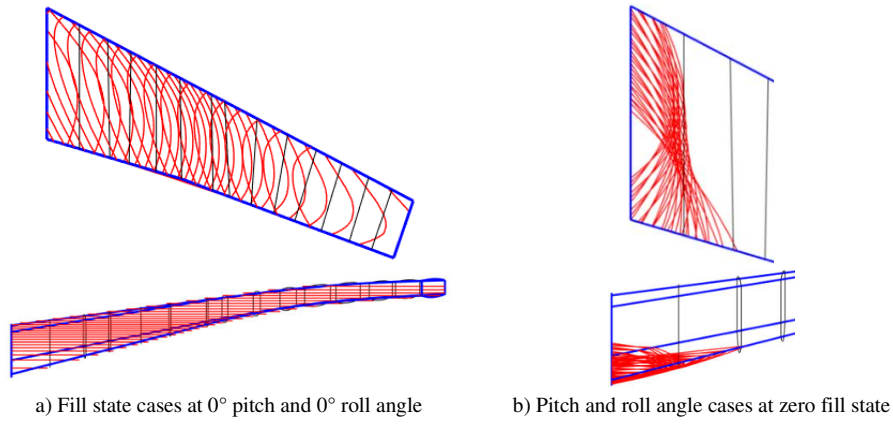 a) Fill state cases at 0° pitch and 0° roll angle
b) Pitch and roll angle cases at zero fill state